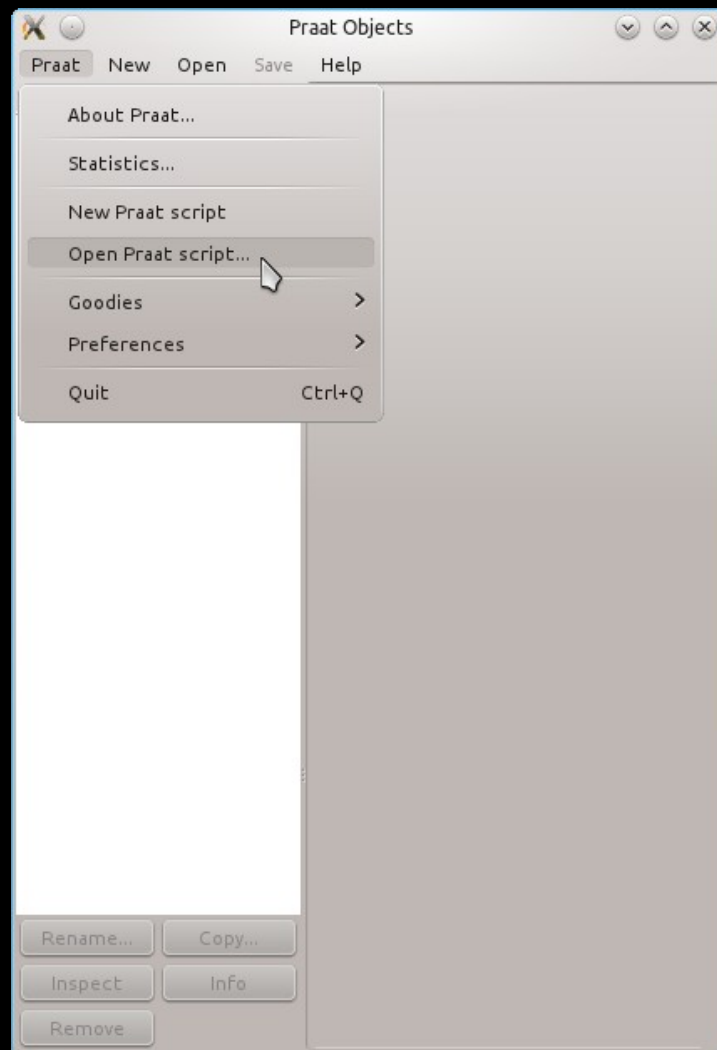 Praat Objects
Praat New Open Save Help
About Praat...
Statistics...
New Praat script
Open Praat script...
Goodies
Preferences
Quit Ctrl+Q
Rename... Copy...
Inspect Info
Remove